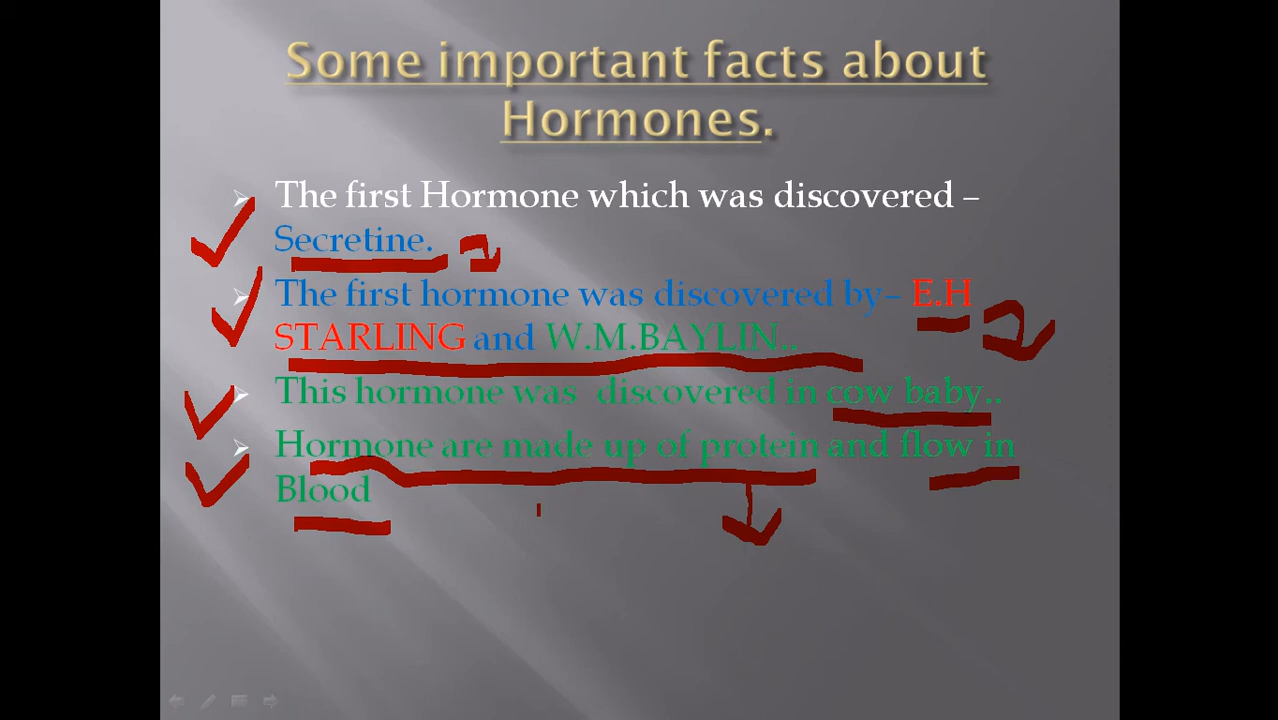 Some important facts about
Hormones.
The first Hormone which was discovered –
Secretine.
The first hormone was discovered by– E.H
STARLING and W.M.BAYLIN..
This hormone was discovered in cow baby..
Hormone are made up of protein and flow in
Blood